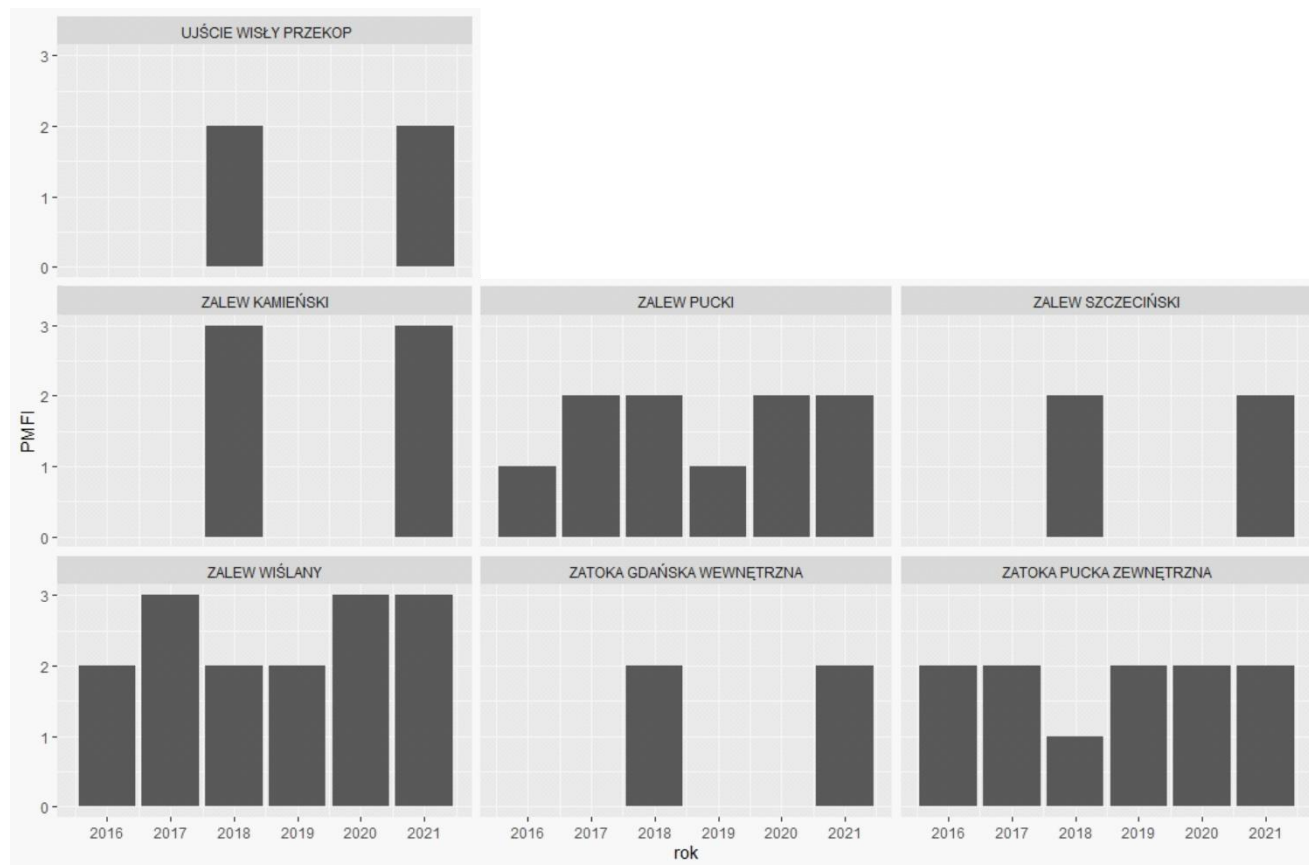 UJŚCIE WISŁY PRZEKOP
3
2
1
0
ZALEW KAMIEŃSKI
ZALEW PUCKI
ZALEW SZCZECIŃSKI
3
2
1
0
PMFI
ZALEW WIŚLANY
ZATOKA GDAŃSKA WEWNĘTRZNA
ZATOKA PUCKA ZEWNĘTRZNA
3
2
1
0
2016 2017 2018 2019 2020 2021
2016 2017 2018 2019 2020 2021
2016 2017 2018 2019 2020 2021
rok